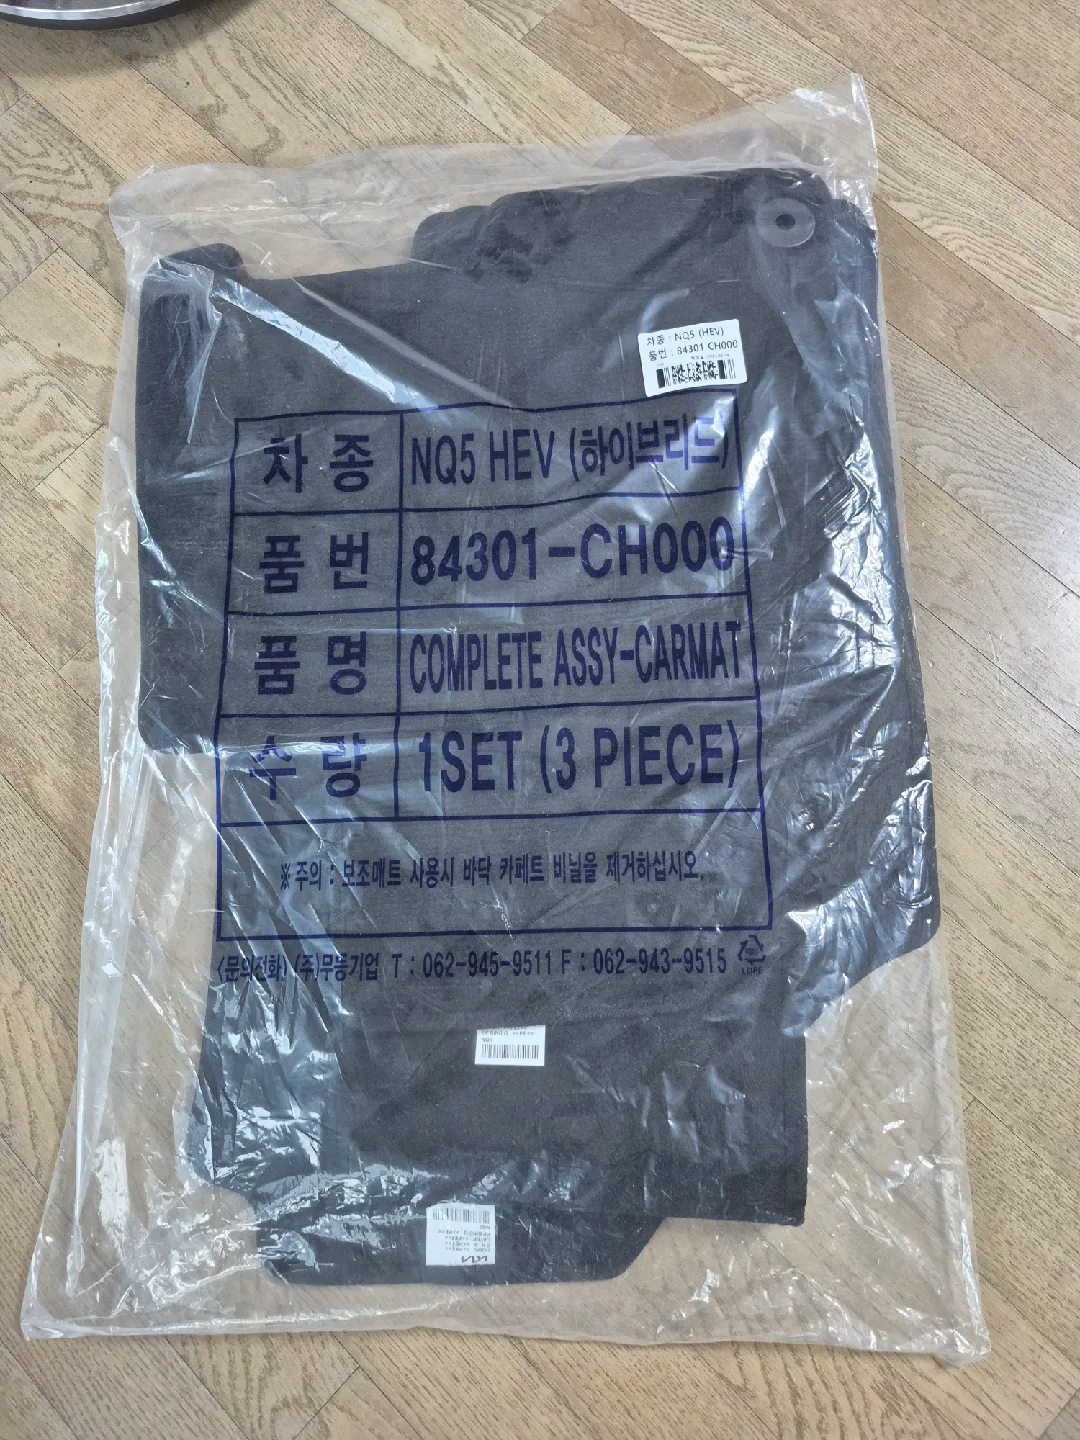 차종 : NQ5 (HEV)
품번 : 84301 CH000
차 종 NQ5 HEV (하이브리드)
품 번 84301-CH000
품 명 COMPLETE ASSY-CARMAT
수 량 1SET (3 PIECE)
※ 주의 : 보조매트 사용시 바닥 카페트 비닐을 제거하십시오.
(문의전화) (주)무등기업 T : 062-945-9511 F : 062-943-9515
LDPE
NQ5
KIA